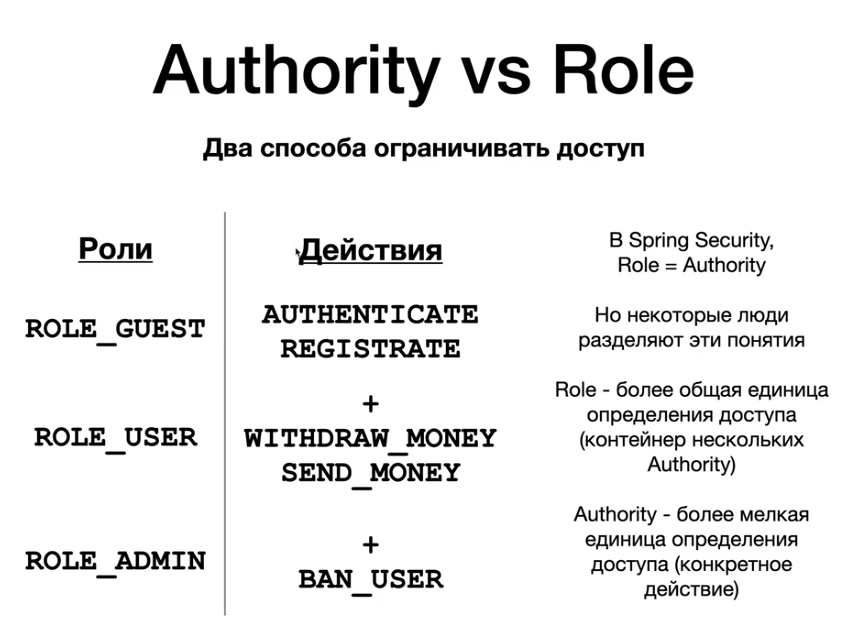 Authority vs Role
Два способа ограничивать доступ
Роли
ROLE_GUEST
ROLE_USER
ROLE_ADMIN
Действия
AUTHENTICATE
REGISTRATE
+
WITHDRAW_MONEY
SEND_MONEY
+
BAN_USER
В Spring Security,
Role = Authority
Но некоторые люди
разделяют эти понятия
Role - более общая единица
определения доступа
(контейнер нескольких
Authority)
Authority - более мелкая
единица определения
доступа (конкретное
действие)